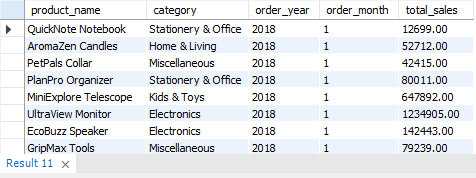 product_name category order_year order_month total_sales
QuickNote Notebook Stationery & Office 2018 1 12699.00
AromaZen Candles Home & Living 2018 1 52712.00
PetPals Collar Miscellaneous 2018 1 42415.00
PlanPro Organizer Stationery & Office 2018 1 80011.00
MiniExplore Telescope Kids & Toys 2018 1 647892.00
UltraView Monitor Electronics 2018 1 1234905.00
EcoBuzz Speaker Electronics 2018 1 142443.00
GripMax Tools Miscellaneous 2018 1 79239.00
Result 11 ×